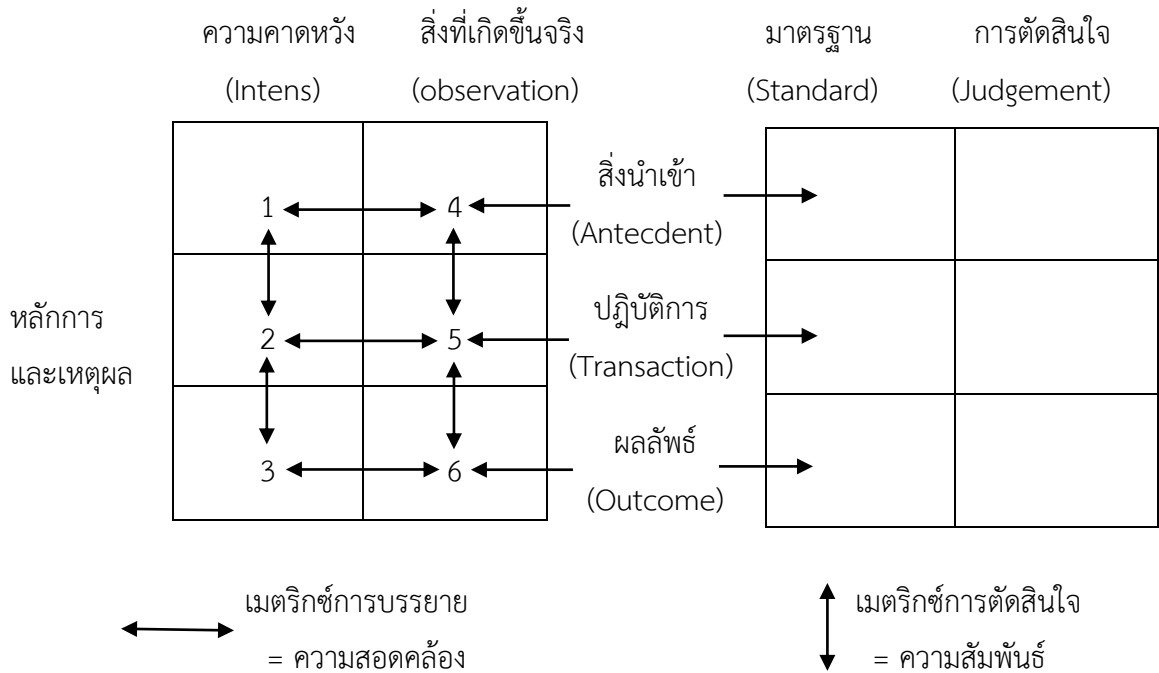 ความคาดหวัง สิ่งที่เกิดขึ้นจริง มาตรฐาน การตัดสินใจ
(Intens) (observation) (Standard) (Judgement)
สิ่งนำเข้า
1 4
(Antecdent)
ปฎิบัติการ
หลักการ
2 5
(Transaction)
และเหตุผล
ผลลัพธ์
3 6
(Outcome)
เมตริกซ์การบรรยาย
= ความสอดคล้อง
เมตริกซ์การตัดสินใจ
= ความสัมพันธ์